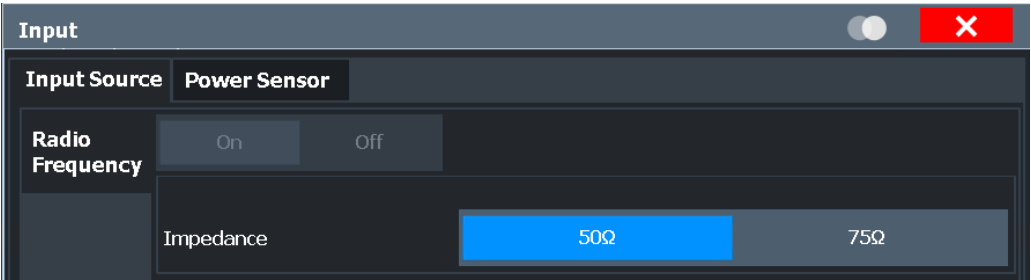 Input
Input Source Power Sensor
Radio
Frequency
On Off
Impedance 50Ω 75Ω